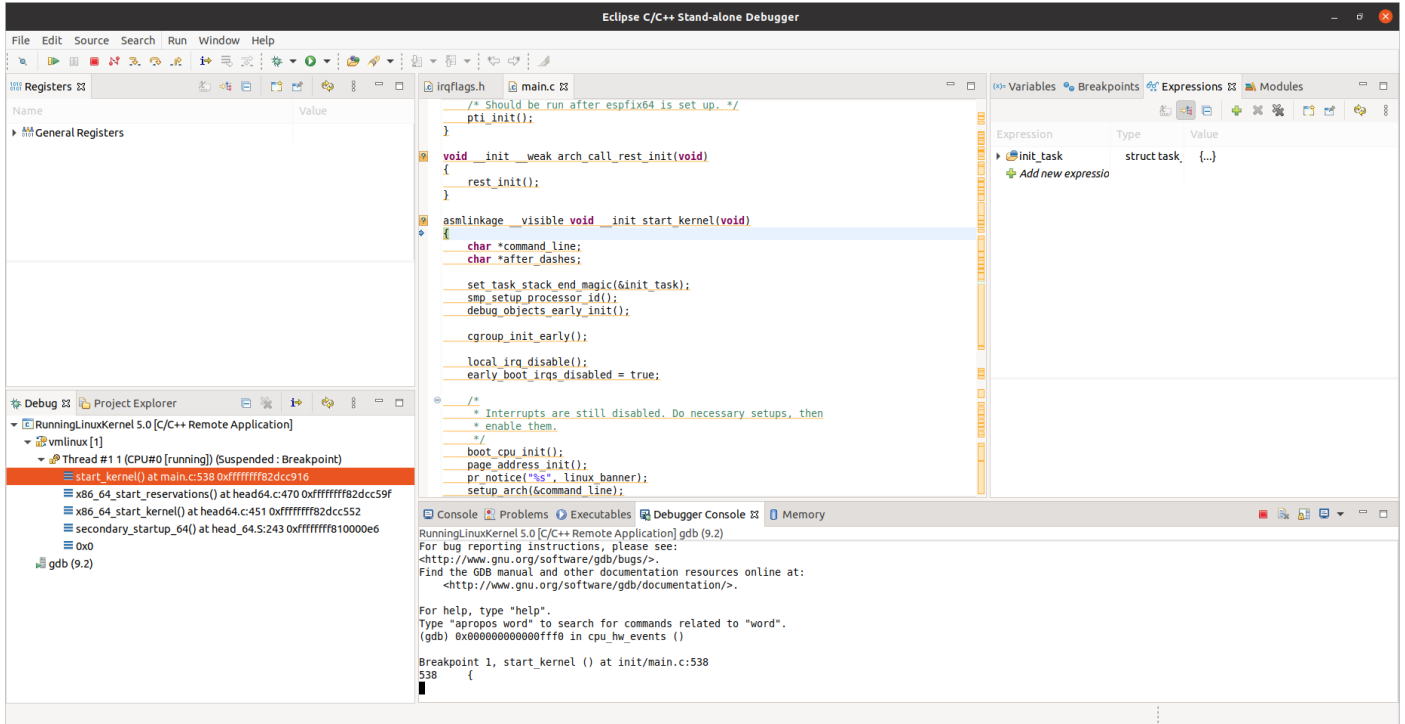 Eclipse C/C++ Stand-alone Debugger
File Edit Source Search Run Window Help
Registers
Name Value
General Registers
Debug Project Explorer
RunningLinuxKernel 5.0 [C/C++ Remote Application]
vmlinux [1]
Thread #1 1 (CPU#0 [running]) (Suspended : Breakpoint)
start_kernel() at main.c:538 0xffffffff82dcc916
x86_64_start_reservations() at head64.c:470 0xffffffff82dcc59f
x86_64_start_kernel() at head64.c:451 0xffffffff82dcc552
secondary_startup_64() at head_64.S:243 0xffffffff810000e6
0x0
gdb (9.2)
irqflags.h main.c
/* Should be run after espfix64 is set up. */
pti_init();
}
void __init __weak arch_call_rest_init(void)
{
rest_init();
}
asmlinkage __visible void __init start_kernel(void)
{
char *command_line;
char *after_dashes;
set_task_stack_end_magic(&init_task);
smp_setup_processor_id();
debug_objects_early_init();
cgroup_init_early();
local_irq_disable();
early_boot_irqs_disabled = true;
/*
* Interrupts are still disabled. Do necessary setups, then
* enable them.
*/
boot_cpu_init();
page_address_init();
pr_notice("%s", linux_banner);
setup_arch(&command_line);
Variables Breakpoints Expressions Modules
Expression Type Value
init_task struct task_ {...}
Add new expressio
Console Problems Executables Debugger Console Memory
RunningLinuxKernel 5.0 [C/C++ Remote Application] gdb (9.2)
For bug reporting instructions, please see:
<http://www.gnu.org/software/gdb/bugs/>.
Find the GDB manual and other documentation resources online at:
<http://www.gnu.org/software/gdb/documentation/>.
For help, type "help".
Type "apropos word" to search for commands related to "word".
(gdb) 0x000000000000fff0 in cpu_hw_events ()
Breakpoint 1, start_kernel () at init/main.c:538
538 {